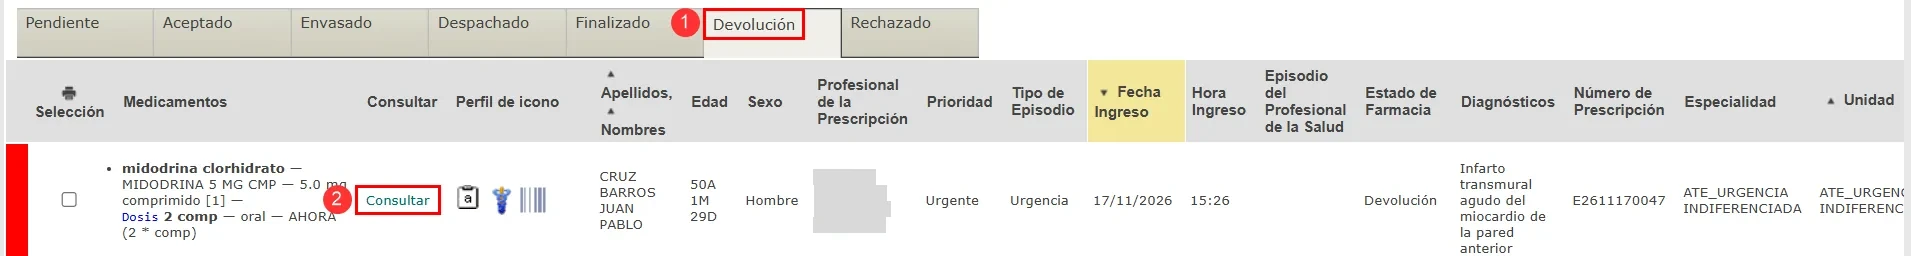 Pendiente Aceptado Envasado Despachado Finalizado 1 Devolución Rechazado
Selección
Medicamentos
Consultar
Perfil de icono
Apellidos,
Nombres
Edad
Sexo
Profesional
de la
Prescripción
Prioridad
Tipo de
Episodio
Fecha
Ingreso
Hora
Ingreso
Episodio
del
Profesional
de la Salud
Estado de
Farmacia
Diagnósticos
Número de
Prescripción
Especialidad
Unidad
midodrina clorhidrato —
MIDODRINA 5 MG CMP — 5.0 mg
comprimido [1] —
Dosis 2 comp — oral — AHORA
(2 * comp)
2 Consultar
a
CRUZ
BARROS
JUAN
PABLO
50A
1M
29D
Hombre
Urgente
Urgencia
17/11/2026
15:26
Devolución
Infarto
transmural
agudo del
miocardio de
la pared
anterior
E2611170047
ATE_URGENCIA
INDIFERENCIADA
ATE_URGENC
INDIFERENC